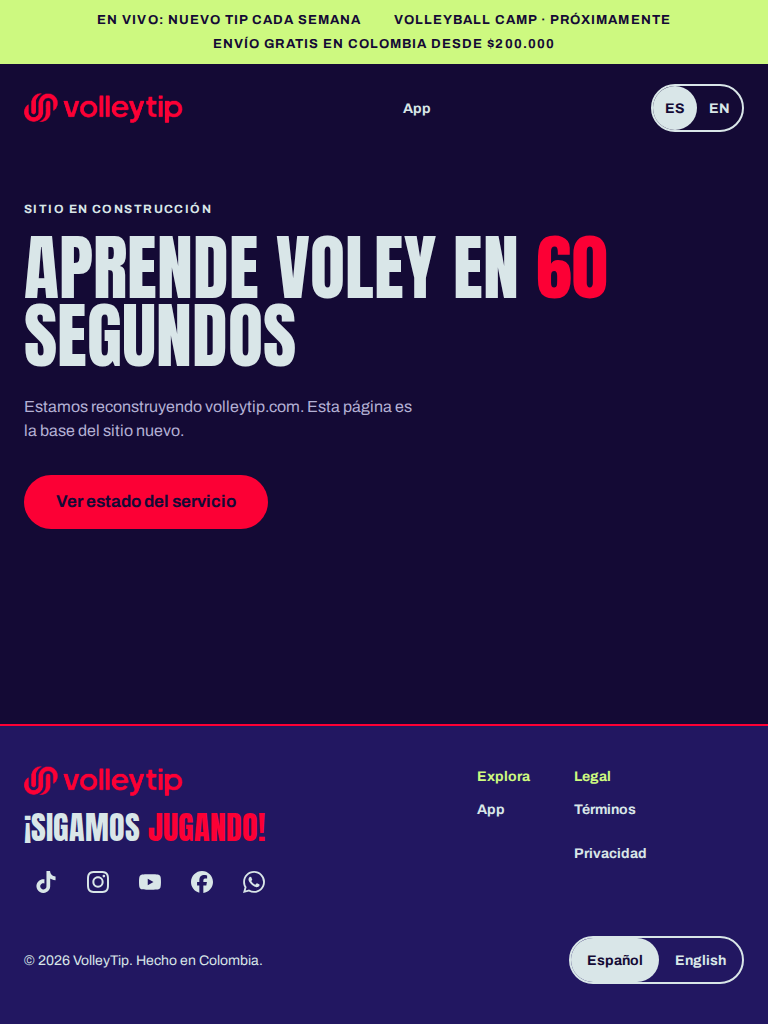 EN VIVO: NUEVO TIP CADA SEMANA VOLLEYBALL CAMP · PRÓXIMAMENTE
ENVÍO GRATIS EN COLOMBIA DESDE $200.000
volleytip
App
ES EN
SITIO EN CONSTRUCCIÓN
APRENDE VOLEY EN 60
SEGUNDOS
Estamos reconstruyendo volleytip.com. Esta página es
la base del sitio nuevo.
Ver estado del servicio
volleytip
¡SIGAMOS JUGANDO!
Explora
App
Legal
Términos
Privacidad
© 2026 VolleyTip. Hecho en Colombia.
Español English